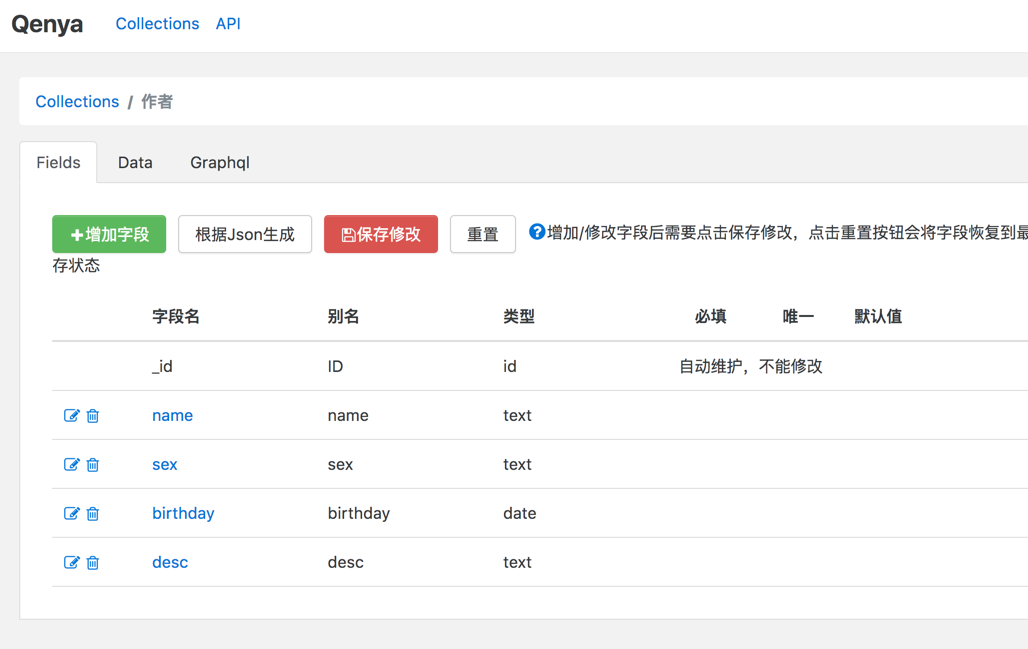 Qenya Collections API
Collections / 作者
Fields Data Graphql
增加字段 根据Json生成 保存修改 重置 增加/修改字段后需要点击保存修改，点击重置按钮会将字段恢复到最
存状态
字段名 别名 类型 必填 唯一 默认值
_id ID id 自动维护，不能修改
name name text
sex sex text
birthday birthday date
desc desc text